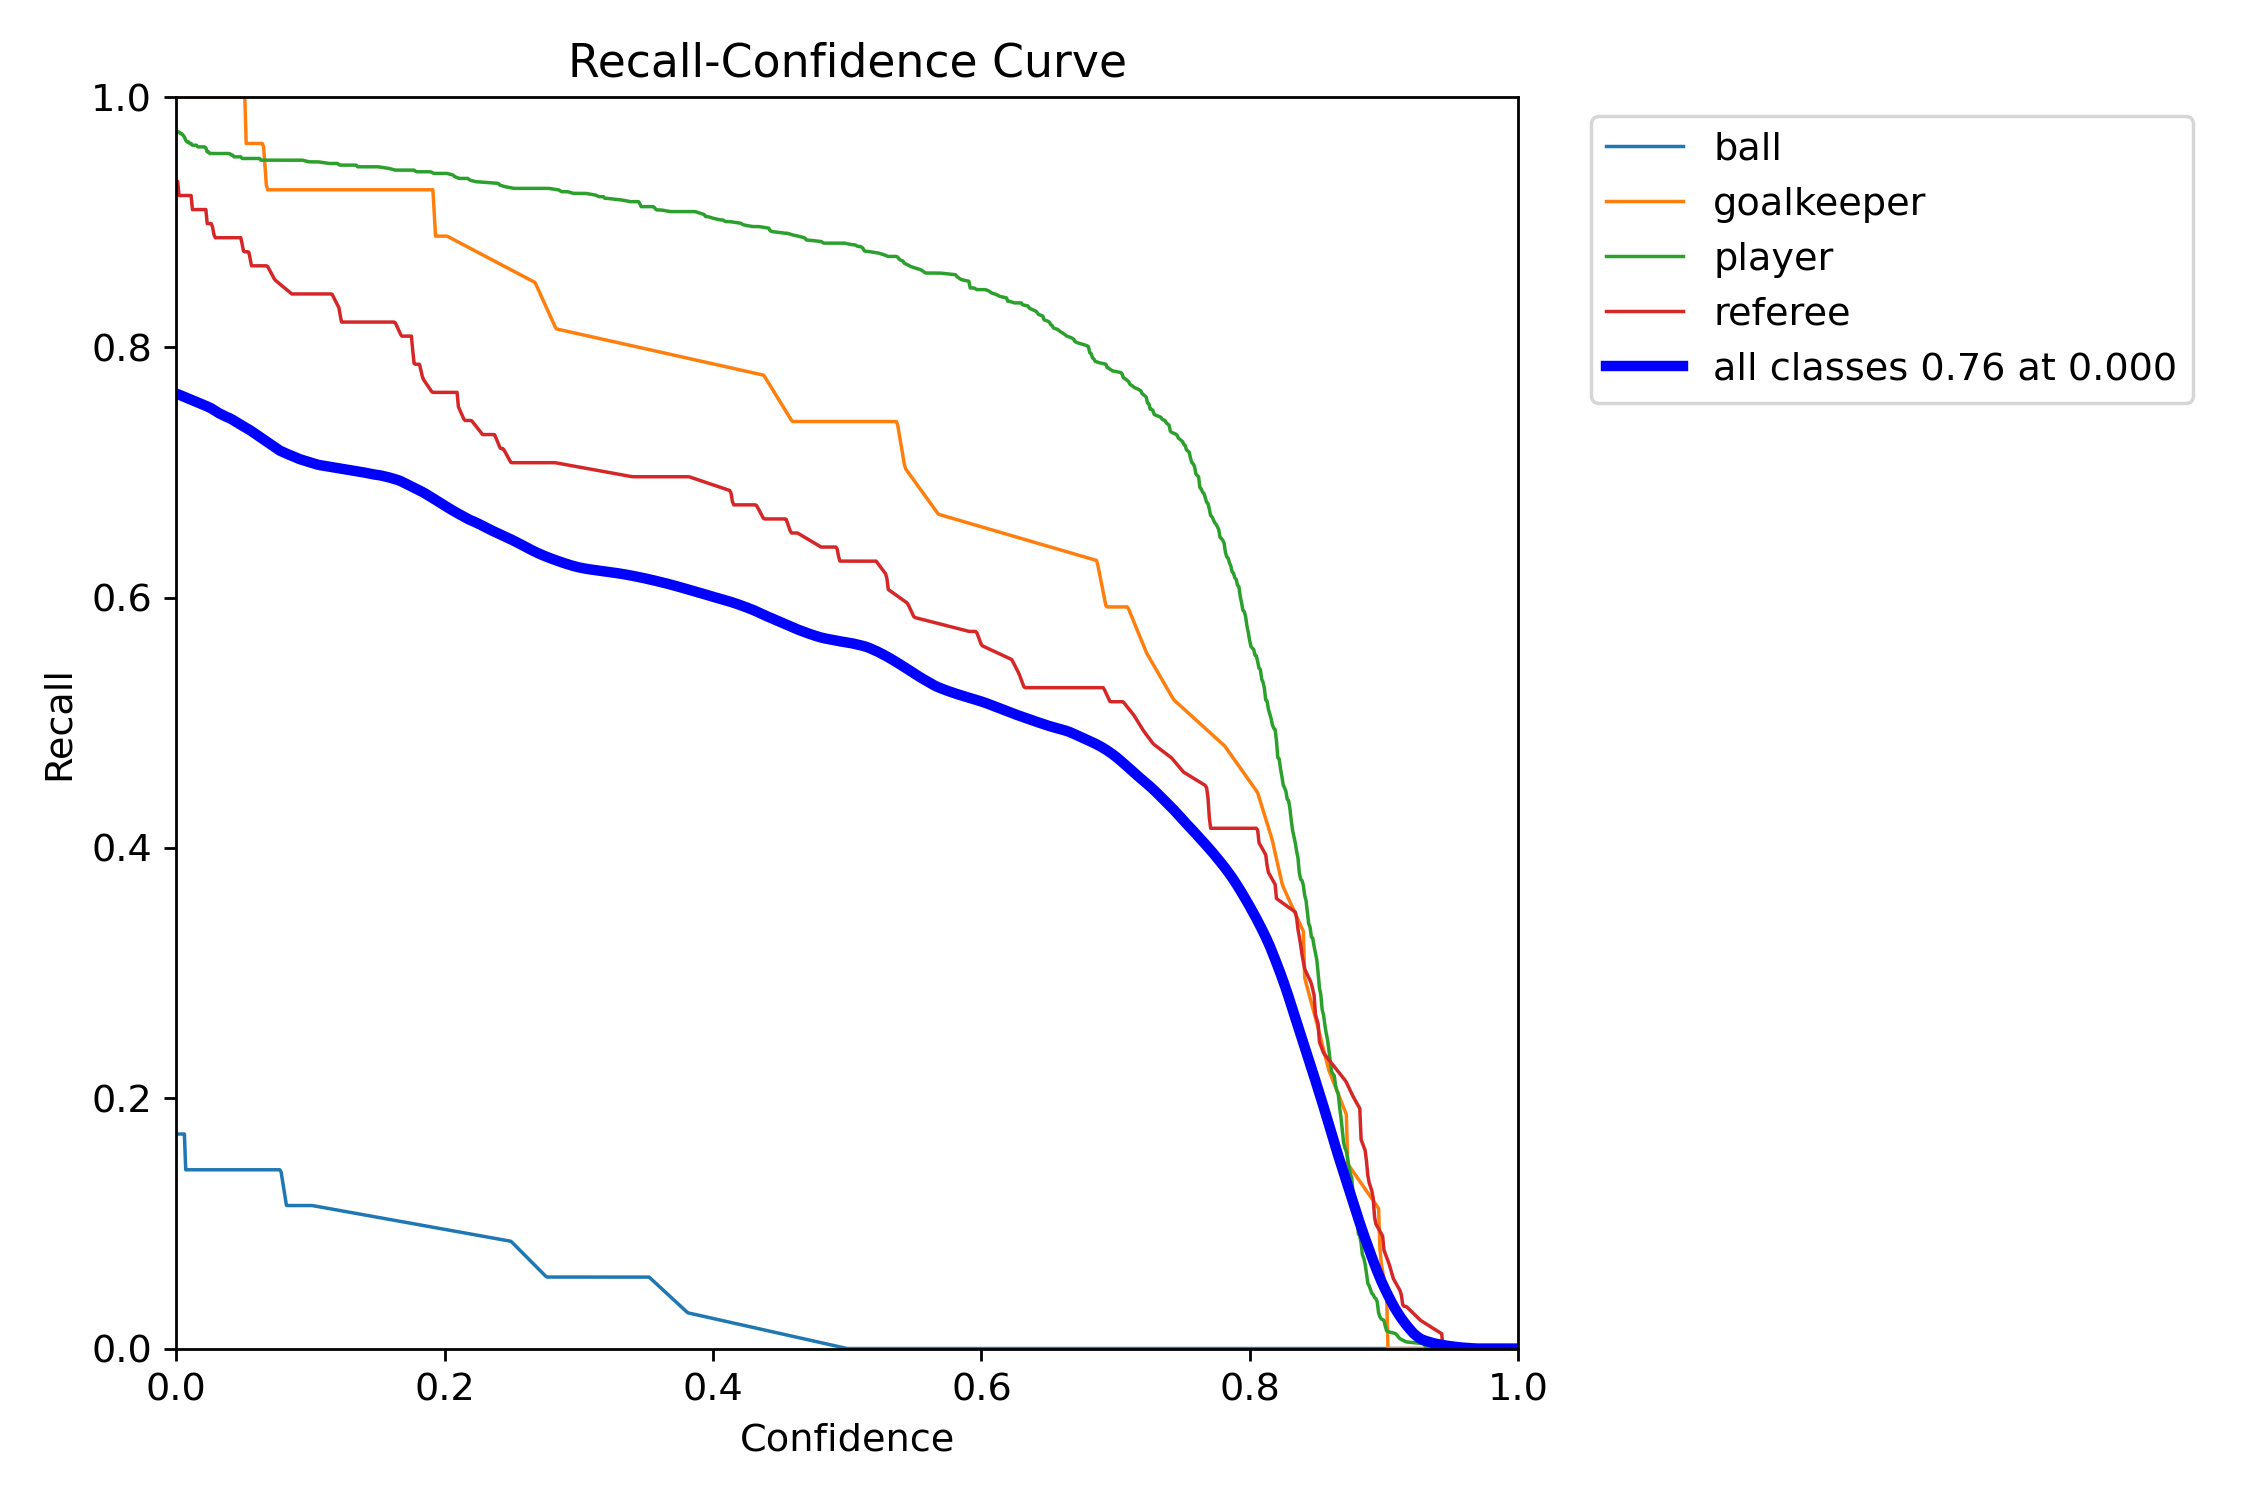 Recall-Confidence Curve
1.0
0.8
0.6
0.4
0.2
0.0
Recall
0.0 0.2 0.4 0.6 0.8 1.0
Confidence
ball
goalkeeper
player
referee
all classes 0.76 at 0.000